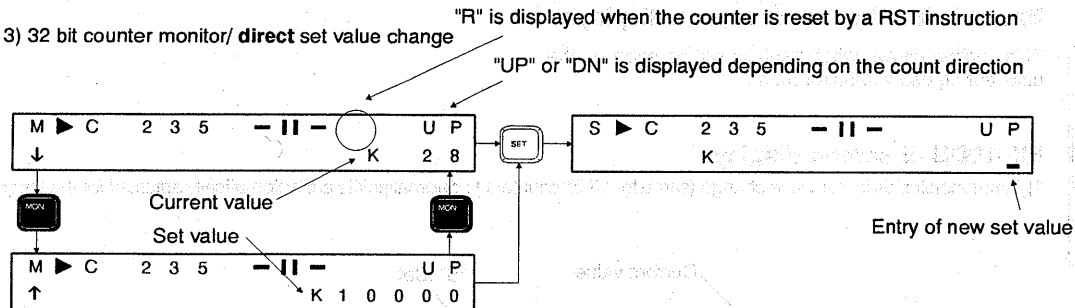 "R" is displayed when the counter is reset by a RST instruction
3) 32 bit counter monitor/ direct set value change
"UP" or "DN" is displayed depending on the count direction
M ▶ C 2 3 5 – | | – U P
↓ K 2 8
SET
S ▶ C 2 3 5 – | | – U P
K _
MON
Current value
MON
Set value
Entry of new set value
M ▶ C 2 3 5 – | | – U P
↑ K 1 0 0 0 0